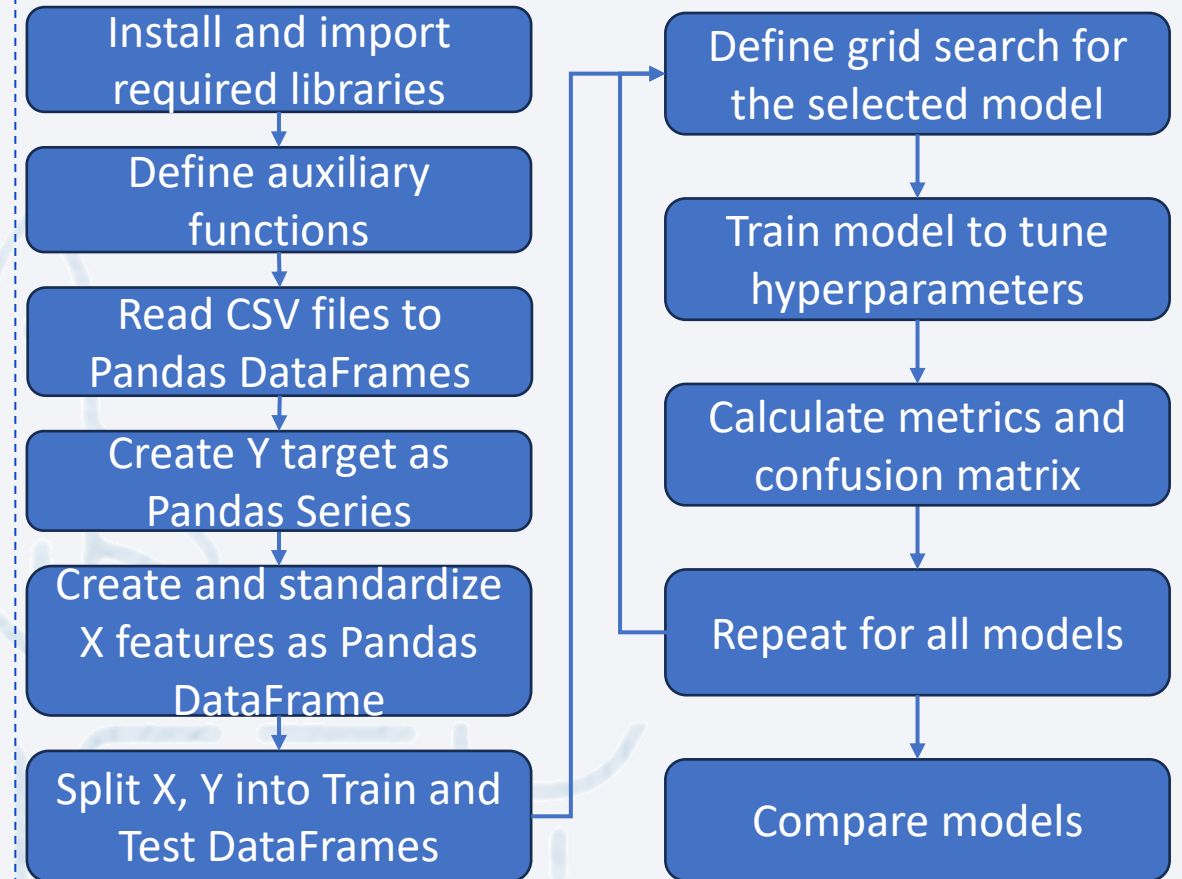 Install and import
required libraries
Define auxiliary
functions
Read CSV files to
Pandas DataFrames
Create Y target as
Pandas Series
Create and standardize
X features as Pandas
DataFrame
Split X, Y into Train and
Test DataFrames
Define grid search for
the selected model
Train model to tune
hyperparameters
Calculate metrics and
confusion matrix
Repeat for all models
Compare models